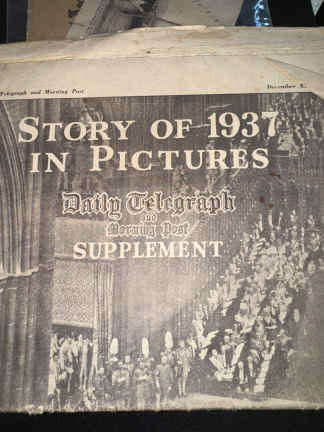 Telegraph and Morning Post
December
STORY OF 1937
IN PICTURES
Daily Telegraph
and
Morning Post
SUPPLEMENT